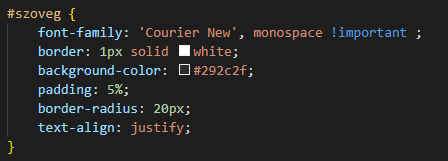 #szoveg {
font-family: 'Courier New', monospace !important ;
border: 1px solid white;
background-color: #292c2f;
padding: 5%;
border-radius: 20px;
text-align: justify;
}